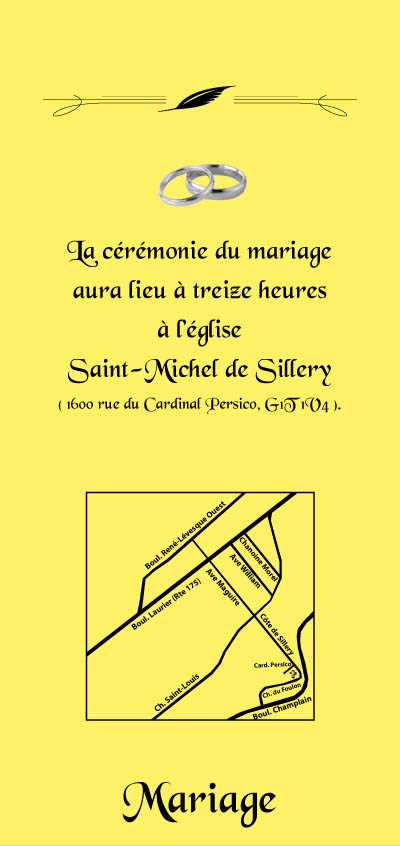 La cérémonie du mariage
aura lieu à treize heures
à l'église
Saint-Michel de Sillery
( 1600 rue du Cardinal Persico, G1T 1V4 ).
Boul. René-Lévesque Ouest
Chanoine Morel
Ave William
Ave Maguire
Boul. Laurier (Rte 175)
Côte de Sillery
Card. Persico
Ch. Saint-Louis
Ch. du Foulon
Boul. Champlain
Mariage